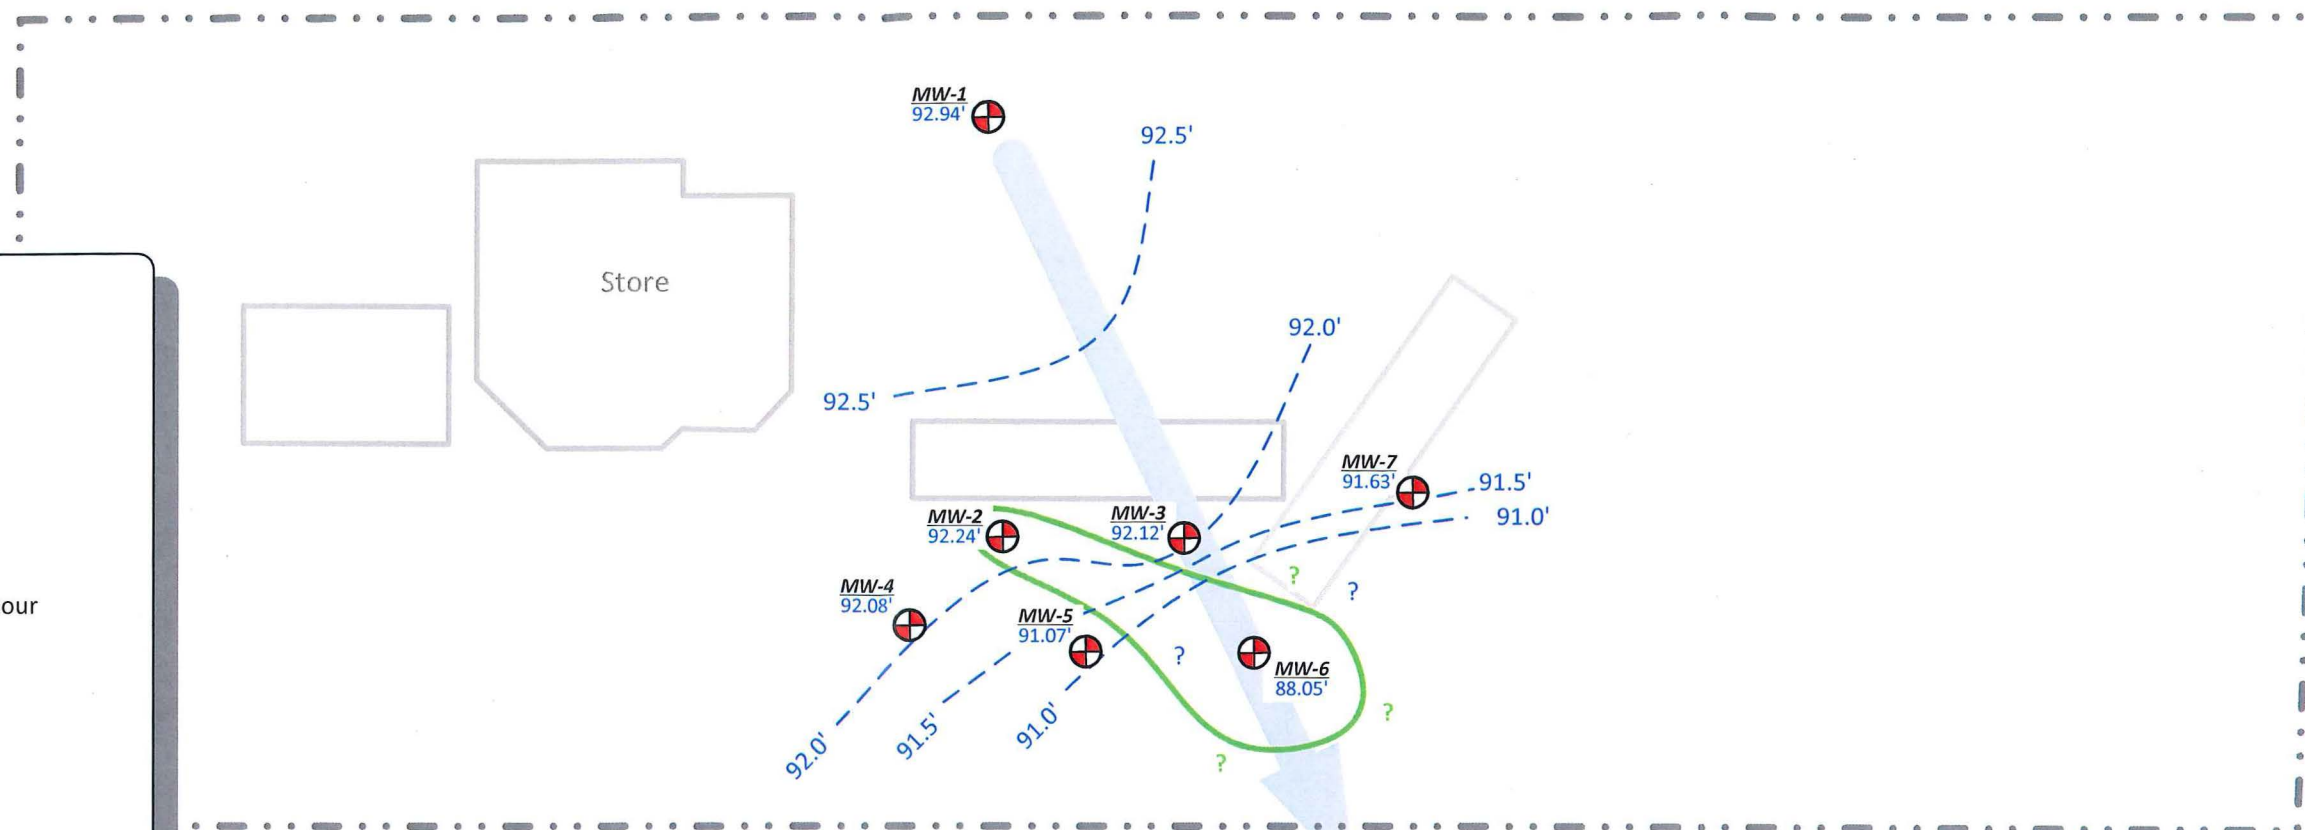 MW-1
92.94'
92.5'
Store
92.0'
92.5'
MW-7
91.63'
91.5'
91.0'
MW-2
92.24'
MW-3
92.12'
?
MW-4
92.08'
?
our
MW-5
91.07'
?
MW-6
88.05'
?
91.0'
91.5'
92.0'
?